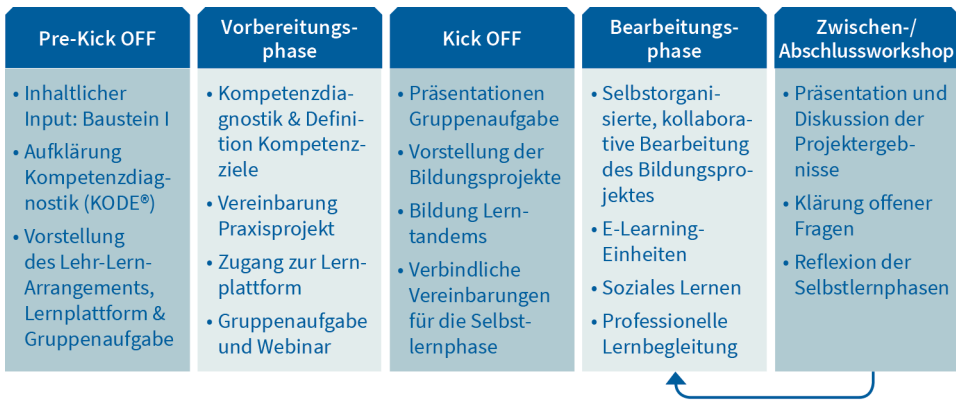 Pre-Kick OFF
• Inhaltlicher
Input: Baustein I
• Aufklärung
Kompetenzdiag-
nostik (KODE®)
• Vorstellung
des Lehr-Lern-
Arrangements,
Lernplattform &
Gruppenaufgabe
Vorbereitungs-
phase
• Kompetenzdia-
gnostik & Defini-
tion Kompetenz-
ziele
• Vereinbarung
Praxisprojekt
• Zugang zur Lern-
plattform
• Gruppenaufgabe
und Webinar
Kick OFF
• Präsentationen
Gruppenaufgabe
• Vorstellung der
Bildungsprojekte
• Bildung Lern-
tandems
• Verbindliche
Vereinbarungen
für die Selbst-
lernphase
Bearbeitungs-
phase
• Selbstorgani-
sierte, kollabora-
tive Bearbeitung
des Bildungspro-
jektes
• E-Learning-
Einheiten
• Soziales Lernen
• Professionelle
Lernbegleitung
Zwischen-/
Abschlussworkshop
• Präsentation und
Diskussion der
Projektergeb-
nisse
• Klärung offener
Fragen
• Reflexion der
Selbstlernphasen